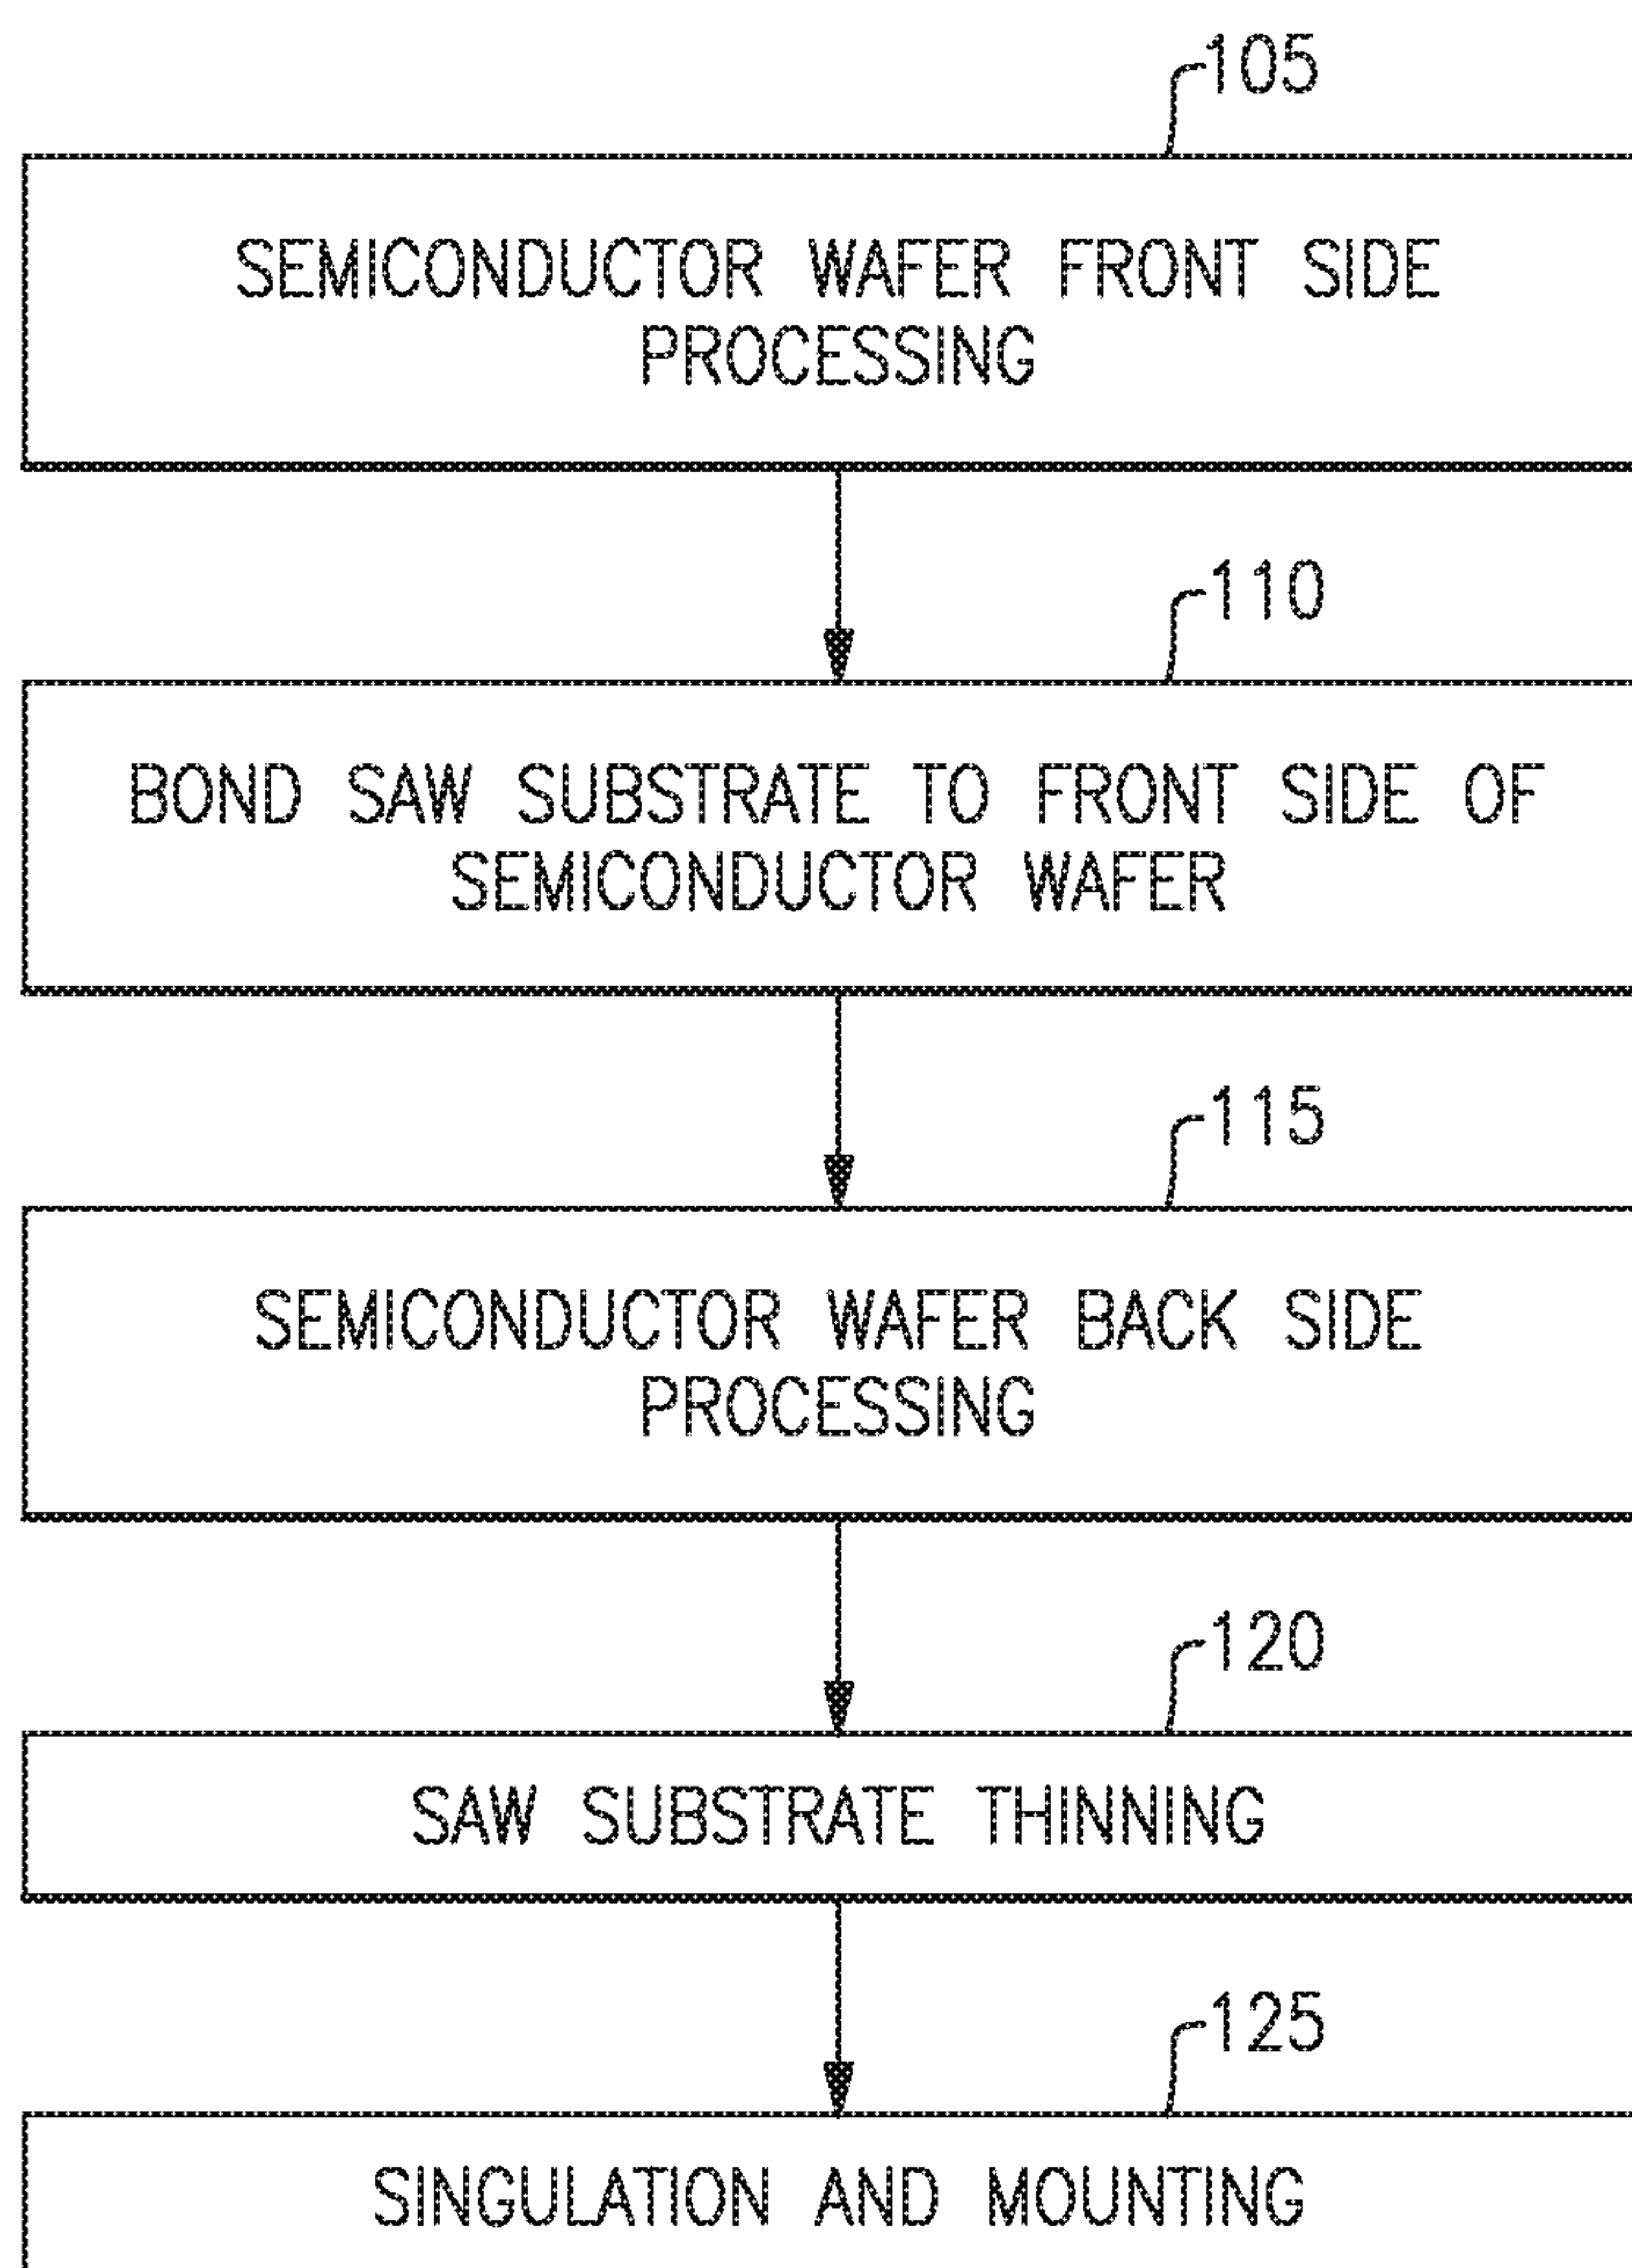 105
SEMICONDUCTOR WAFER FRONT SIDE
PROCESSING
110
BOND SAW SUBSTRATE TO FRONT SIDE OF
SEMICONDUCTOR WAFER
115
SEMICONDUCTOR WAFER BACK SIDE
PROCESSING
120
SAW SUBSTRATE THINNING
125
SINGULATION AND MOUNTING